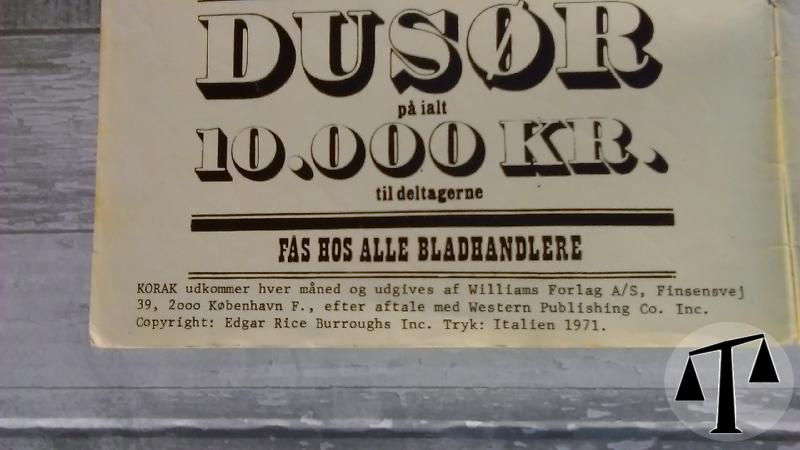 DUSØR
på ialt
10.000 KR.
til deltagerne
FÅS HOS ALLE BLADHANDLERE
KORAK udkommer hver måned og udgives af Williams Forlag A/S, Finsensvej
39, 2ooo København F., efter aftale med Western Publishing Co. Inc.
Copyright: Edgar Rice Burroughs Inc. Tryk: Italien 1971.